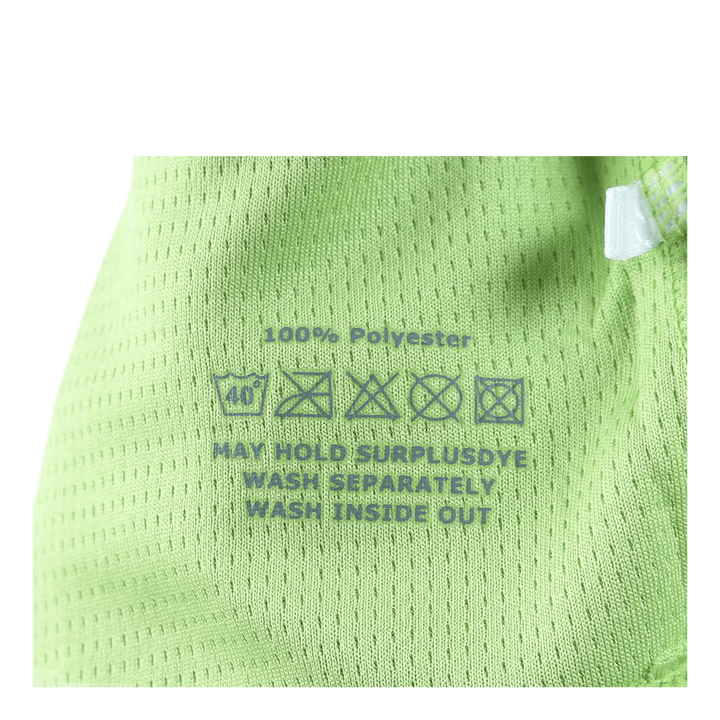 100% Polyester
40°
MAY HOLD SURPLUSDYE
WASH SEPARATELY
WASH INSIDE OUT